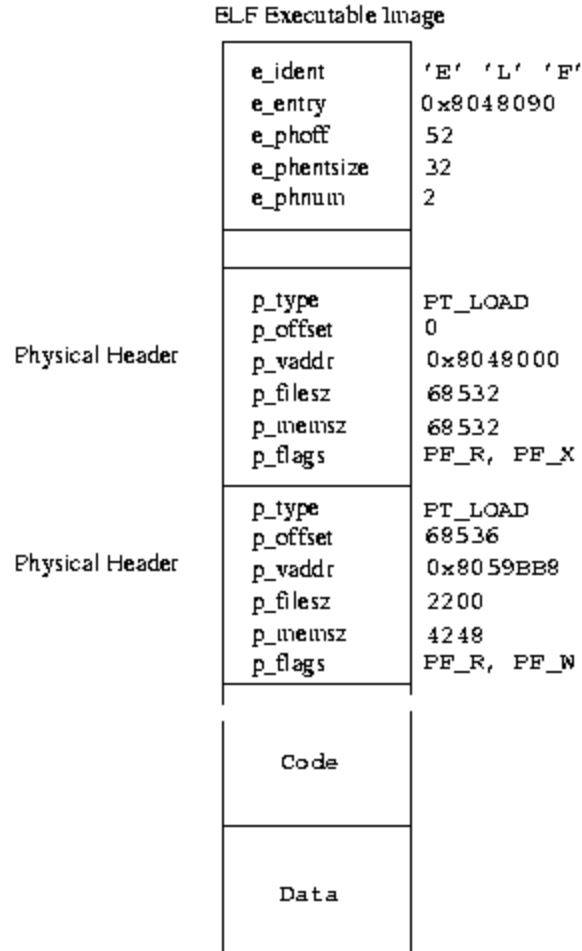 ELF Executable Image
e_ident 'E' 'L' 'F'
e_entry 0x8048090
e_phoff 52
e_phentsize 32
e_phnum 2
Physical Header
p_type PT_LOAD
p_offset 0
p_vaddr 0x8048000
p_filesz 68532
p_memsz 68532
p_flags PF_R, PF_X
Physical Header
p_type PT_LOAD
p_offset 68536
p_vaddr 0x8059BB8
p_filesz 2200
p_memsz 4248
p_flags PF_R, PF_W
Code
Data